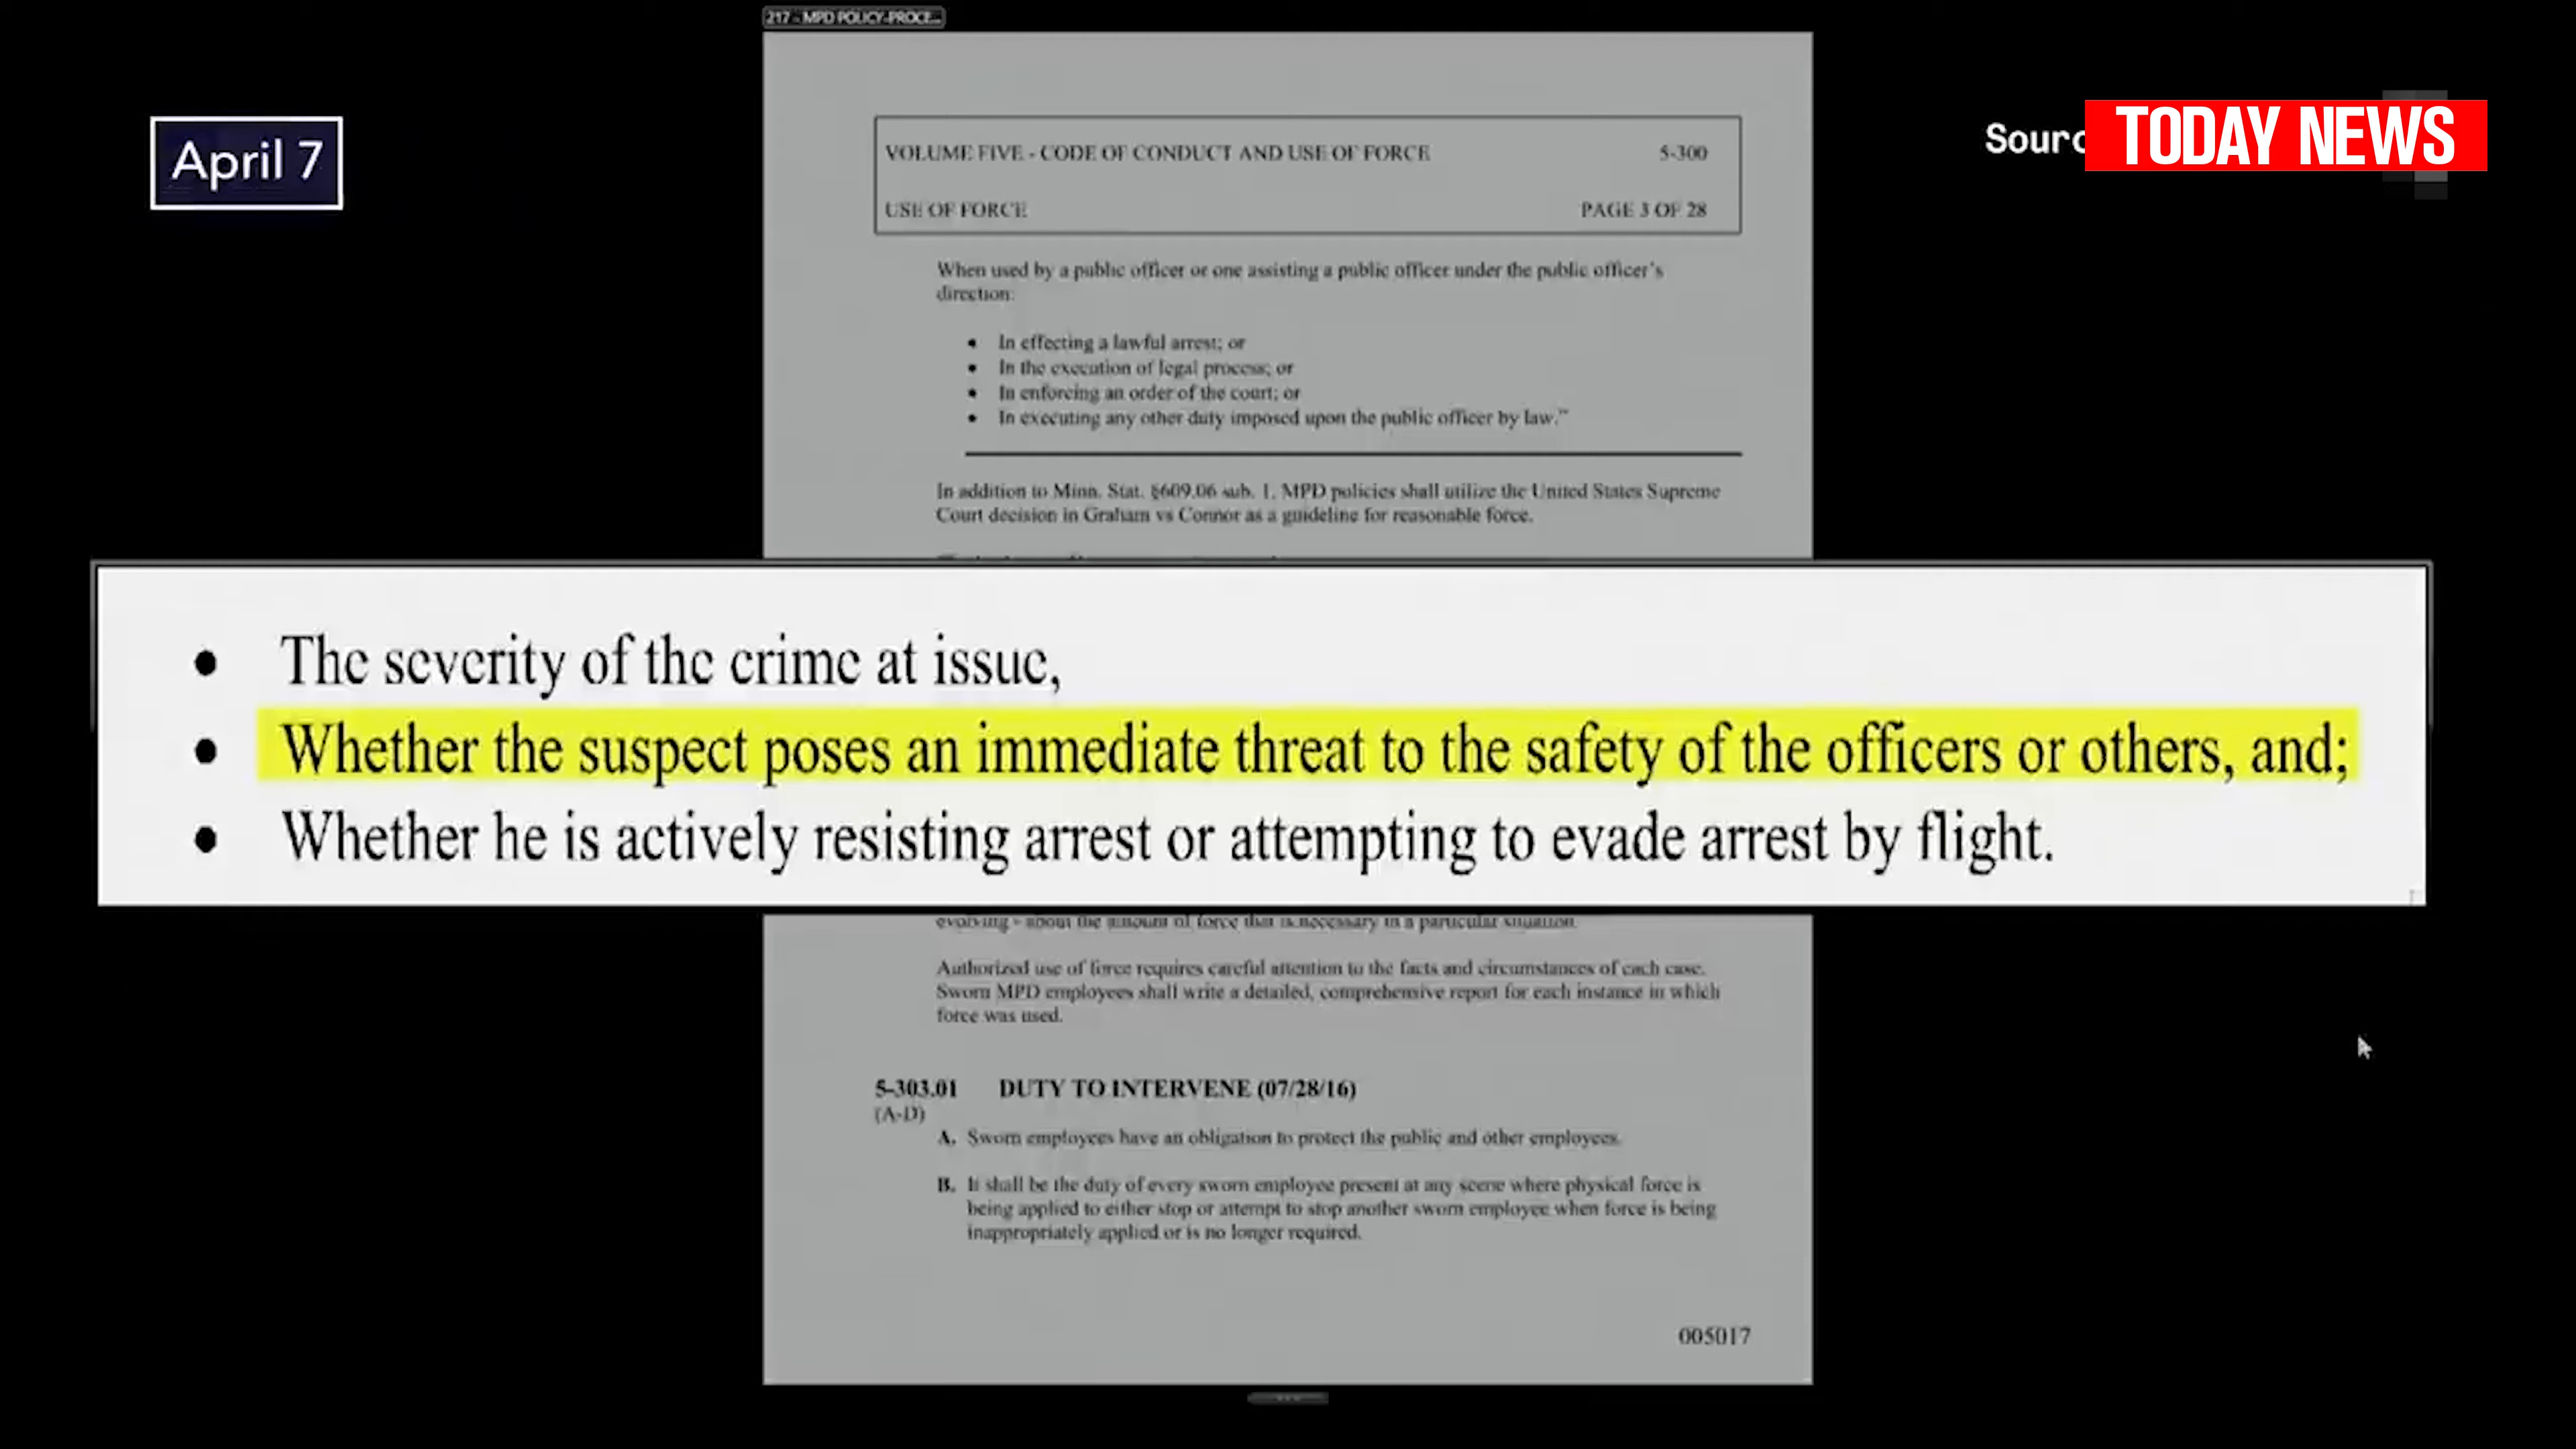 217 - MPD POLICY-PROCE...
April 7
Sourc
TODAY NEWS
VOLUME FIVE - CODE OF CONDUCT AND USE OF FORCE 5-300
USE OF FORCE PAGE 3 OF 28
When used by a public officer or one assisting a public officer under the public officer's
direction:
• In effecting a lawful arrest; or
• In the execution of legal process; or
• In enforcing an order of the court; or
• In executing any other duty imposed upon the public officer by law."
In addition to Minn. Stat. §609.06 sub. 1, MPD policies shall utilize the United States Supreme
Court decision in Graham vs Connor as a guideline for reasonable force.
• The severity of the crime at issue,
• Whether the suspect poses an immediate threat to the safety of the officers or others, and;
• Whether he is actively resisting arrest or attempting to evade arrest by flight.
evolving - about the amount of force that is necessary in a particular situation.
Authorized use of force requires careful attention to the facts and circumstances of each case.
Sworn MPD employees shall write a detailed, comprehensive report for each instance in which
force was used.
5-303.01 DUTY TO INTERVENE (07/28/16)
(A-D)
A. Sworn employees have an obligation to protect the public and other employees.
B. It shall be the duty of every sworn employee present at any scene where physical force is
being applied to either stop or attempt to stop another sworn employee when force is being
inappropriately applied or is no longer required.
005017